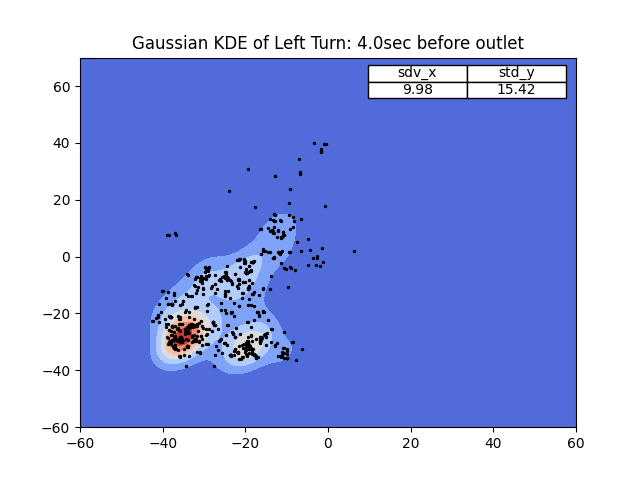 Gaussian KDE of Left Turn: 4.0sec before outlet
sdv_x std_y
9.98 15.42
60
40
20
0
−20
−40
−60
−60 −40 −20 0 20 40 60